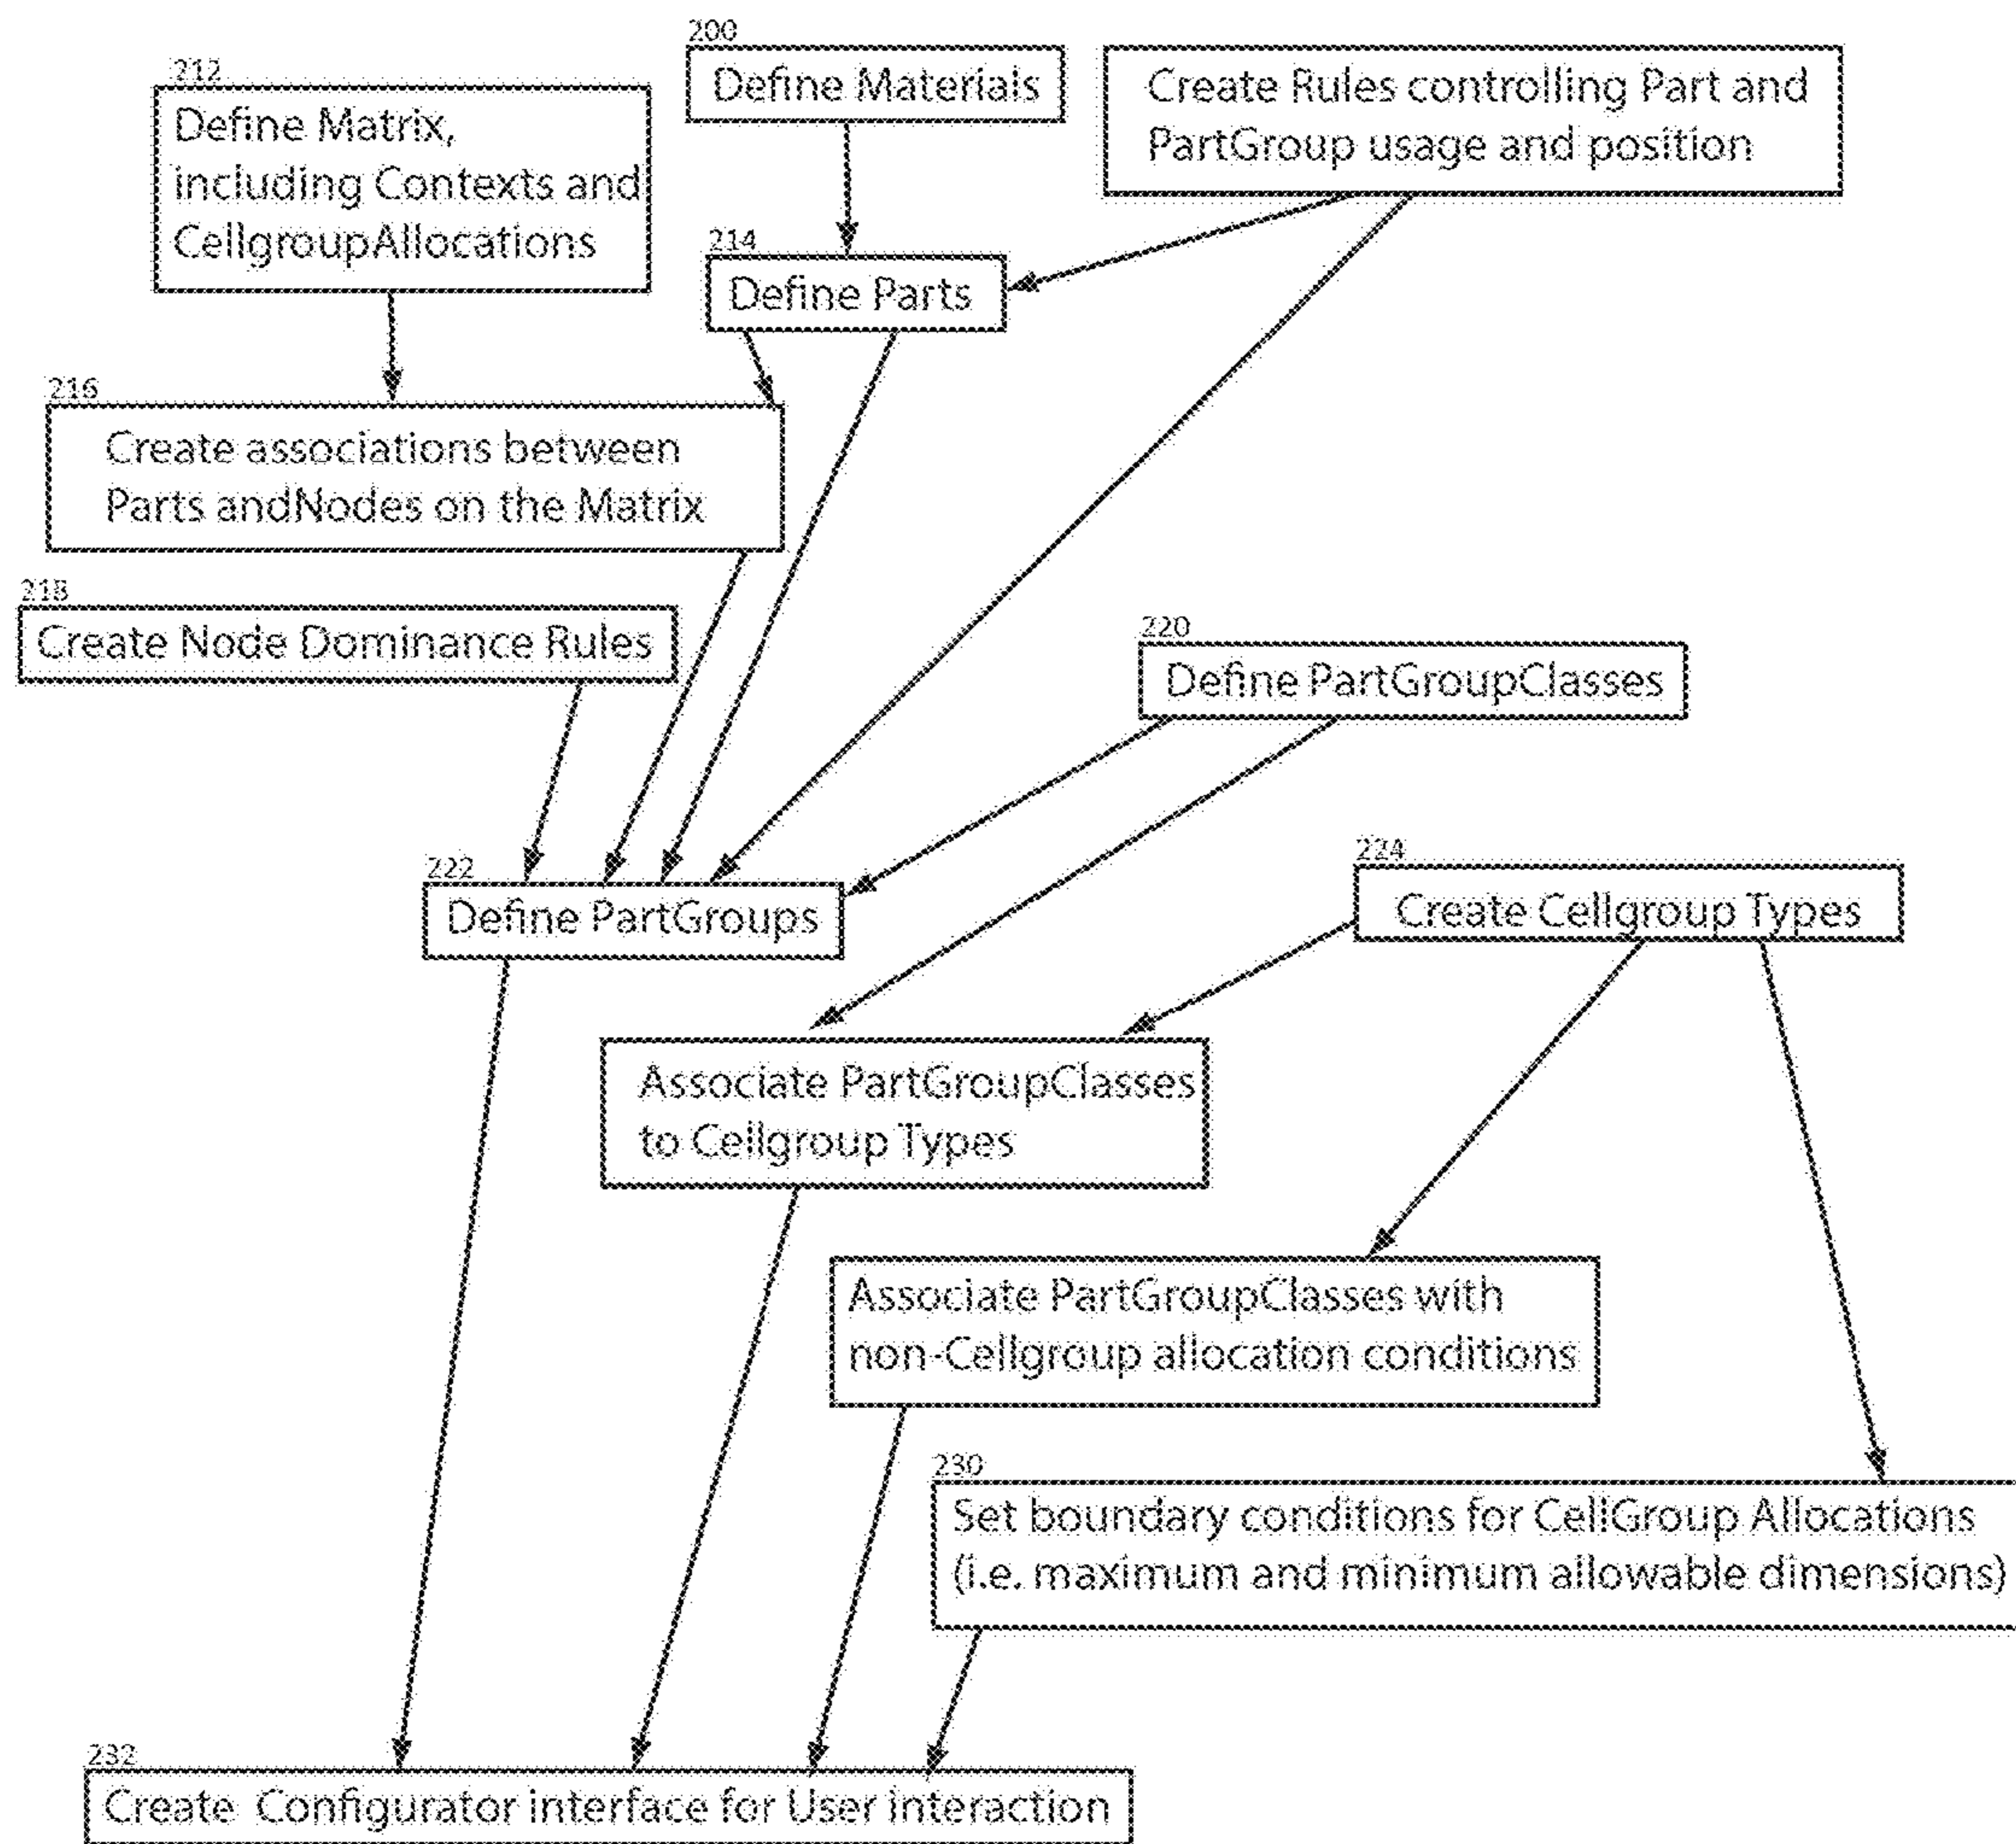 200
Define Materials
Create Rules controlling Part and
PartGroup usage and position
212
Define Matrix,
including Contexts and
CellgroupAllocations
214
Define Parts
216
Create associations between
Parts andNodes on the Matrix
218
Create Node Dominance Rules
220
Define PartGroupClasses
222
Define PartGroups
224
Create Cellgroup Types
Associate PartGroupClasses
to Cellgroup Types
Associate PartGroupClasses with
non-Cellgroup allocation conditions
230
Set boundary conditions for CellGroup Allocations
(i.e. maximum and minimum allowable dimensions)
232
Create Configurator interface for User interaction